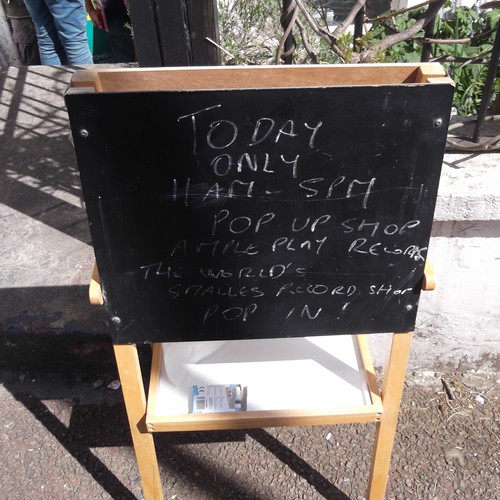 TODAY
ONLY
11AM - 5PM
POP UP SHOP
AMPLE PLAY RECORDS
THE WORLD'S
SMALLES RECORD SHOP
POP IN!